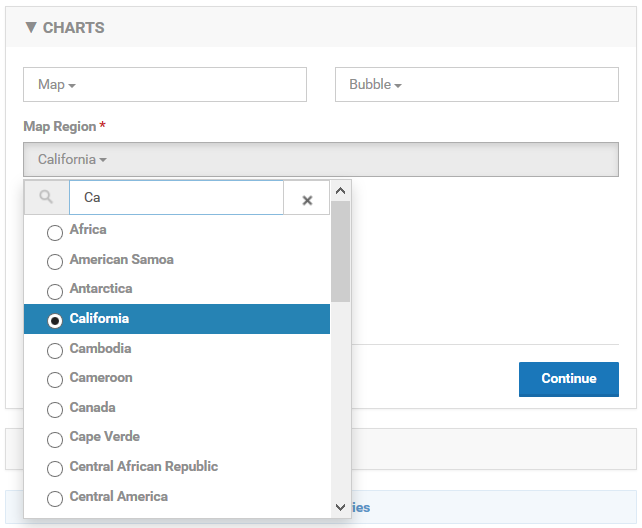 ▼ CHARTS
Map
Bubble
Map Region *
California
Ca
Africa
American Samoa
Antarctica
California
Cambodia
Cameroon
Canada
Cape Verde
Central African Republic
Central America
Continue